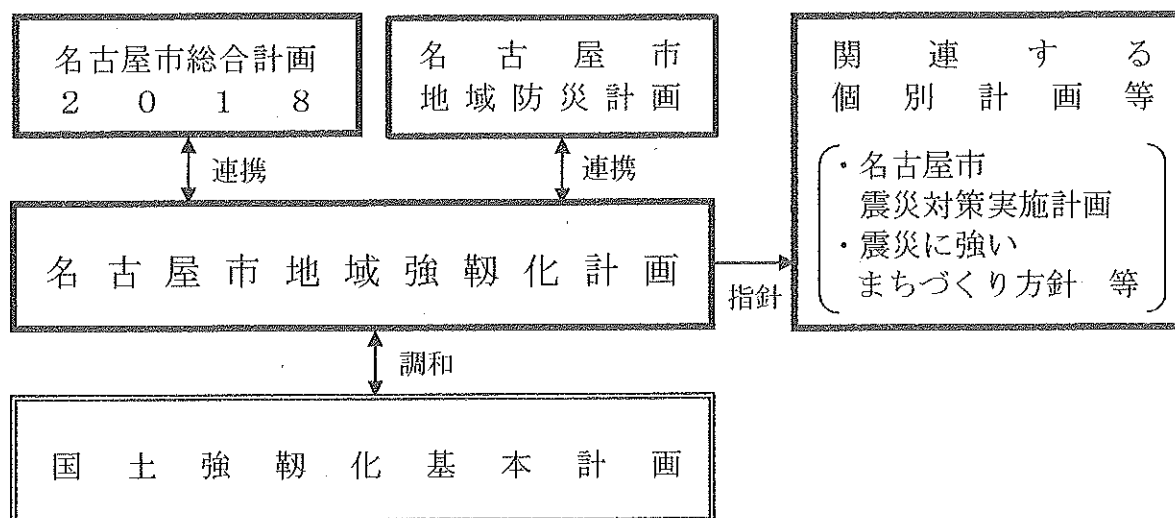 名古屋市総合計画
２０１８
名古屋市
地域防災計画
関連する
個別計画等
・名古屋市
震災対策実施計画
・震災に強い
まちづくり方針　等
連携
連携
名古屋市地域強靱化計画
指針
調和
国土強靱化基本計画